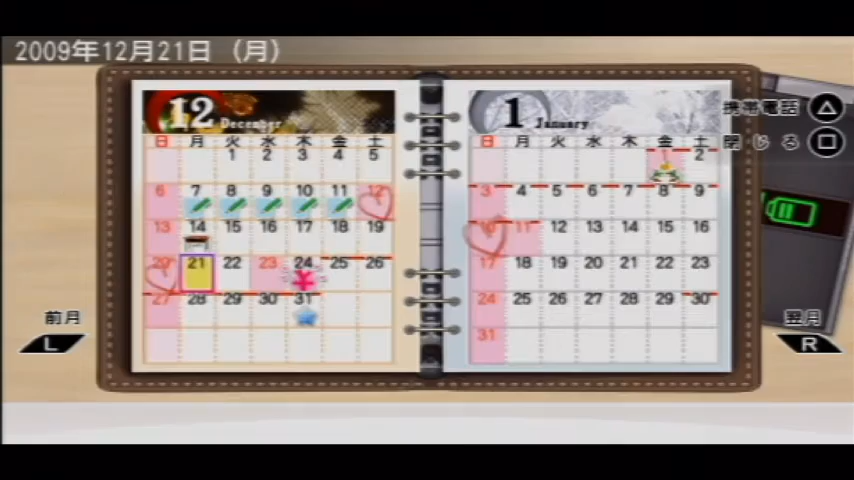 2009年12月21日 (月)
12 December
日 月 火 水 木 金 土
1 2 3 4 5
6 7 8 9 10 11 12
13 14 15 16 17 18 19
20 21 22 23 24 25 26
27 28 29 30 31
1 January
日 月 火 水 木 金 土
2
3 4 5 6 7 8 9
10 11 12 13 14 15 16
17 18 19 20 21 22 23
24 25 26 27 28 29 30
31
携帯電話 △
閉じる □
前月
L
翌月
R